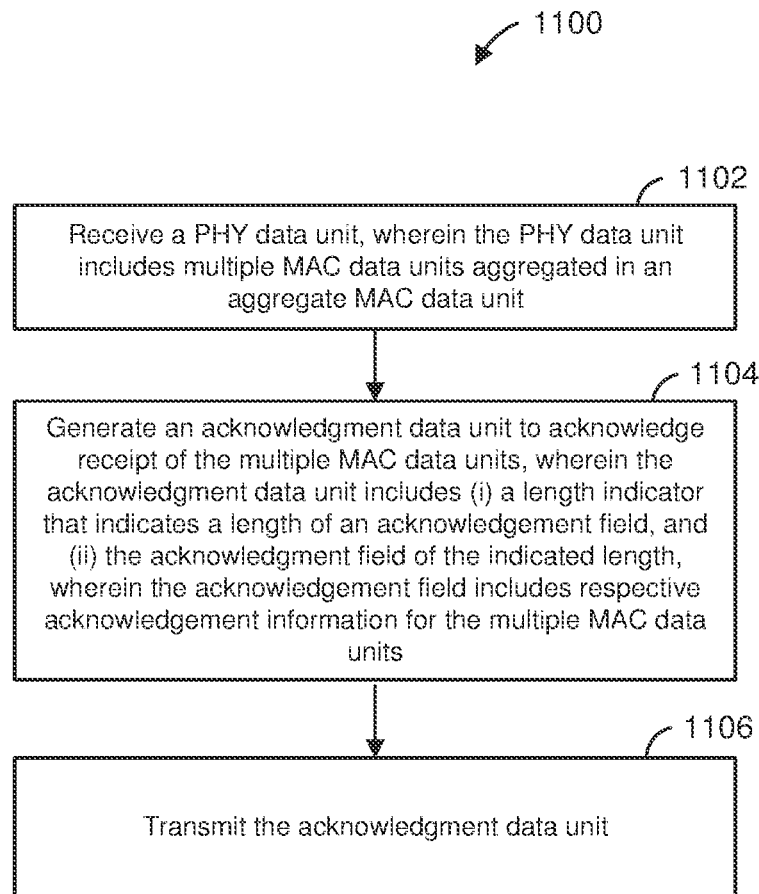 1100
1102
Receive a PHY data unit, wherein the PHY data unit
includes multiple MAC data units aggregated in an
aggregate MAC data unit
1104
Generate an acknowledgment data unit to acknowledge
receipt of the multiple MAC data units, wherein the
acknowledgment data unit includes (i) a length indicator
that indicates a length of an acknowledgement field, and
(ii) the acknowledgment field of the indicated length,
wherein the acknowledgement field includes respective
acknowledgement information for the multiple MAC data
units
1106
Transmit the acknowledgment data unit